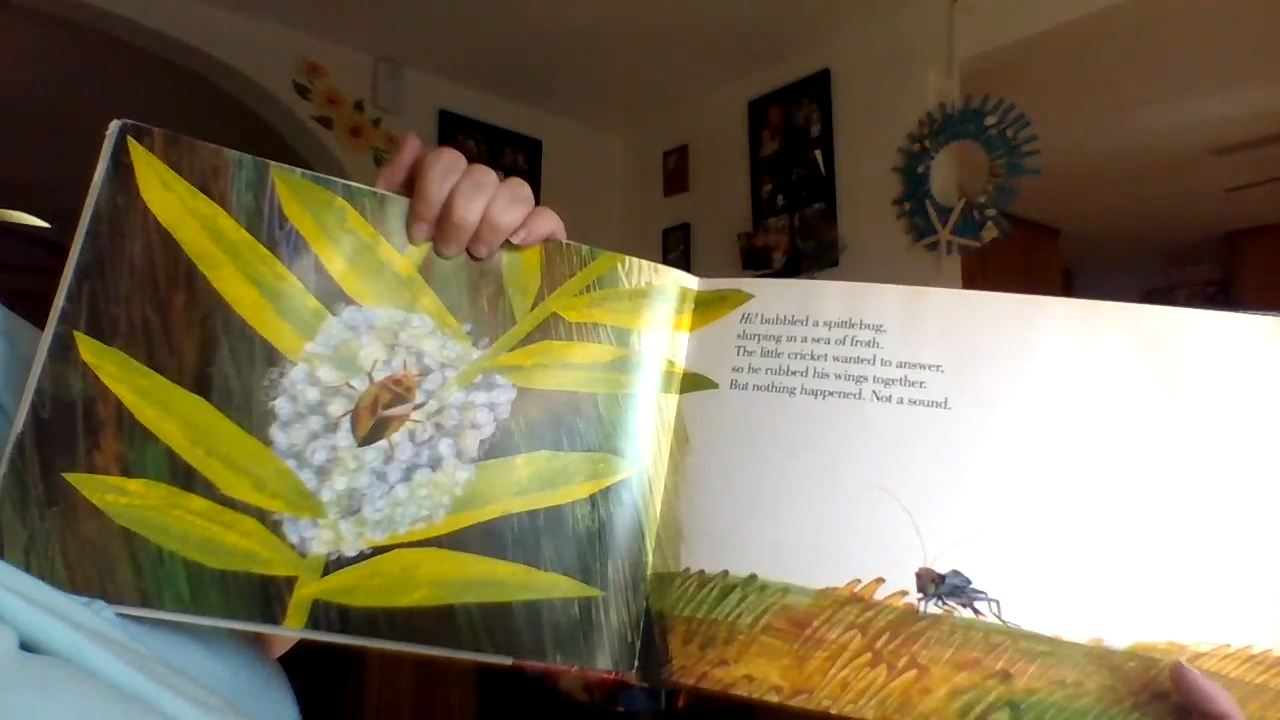 Hi! bubbled a spittlebug,
slurping in a sea of froth.
The little cricket wanted to answer,
so he rubbed his wings together.
But nothing happened. Not a sound.